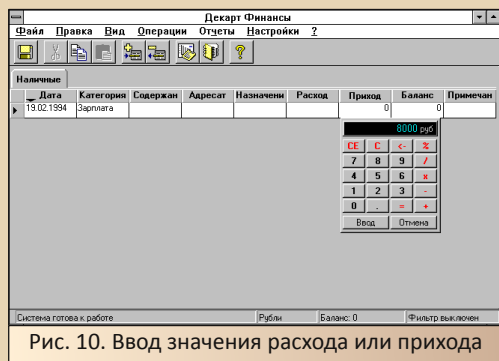 Декарт Финансы
Файл Правка Вид Операции Отчеты Настройки ?
Наличные
Дата Категория Содержан Адресат Назначени Расход Приход Баланс Примечан
19.02.1994 Зарплата 0 0
8000 руб
CE C <- %
7 8 9 /
4 5 6 x
1 2 3 -
0 . = +
Ввод Отмена
Система готова к работе Рубли Баланс: 0 Фильтр выключен
Рис. 10. Ввод значения расхода или прихода